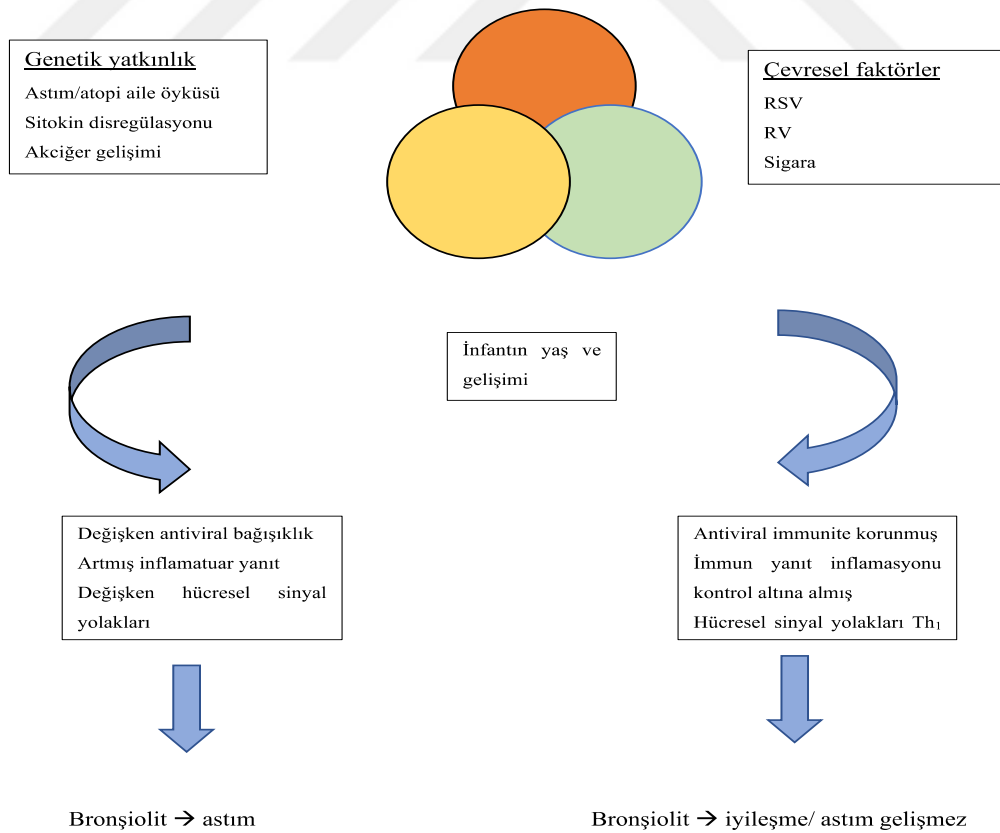 Genetik yatkınlık
Astım/atopi aile öyküsü
Sitokin disregülasyonu
Akciğer gelişimi
Çevresel faktörler
RSV
RV
Sigara
İnfantın yaş ve
gelişimi
Değişken antiviral bağışıklık
Artmış inflamatuar yanıt
Değişken hücresel sinyal
yolakları
Antiviral immunite korunmuş
İmmun yanıt inflamasyonu
kontrol altına almış
Hücresel sinyal yolakları Th₁
Bronşiolit → astım
Bronşiolit → iyileşme/ astım gelişmez